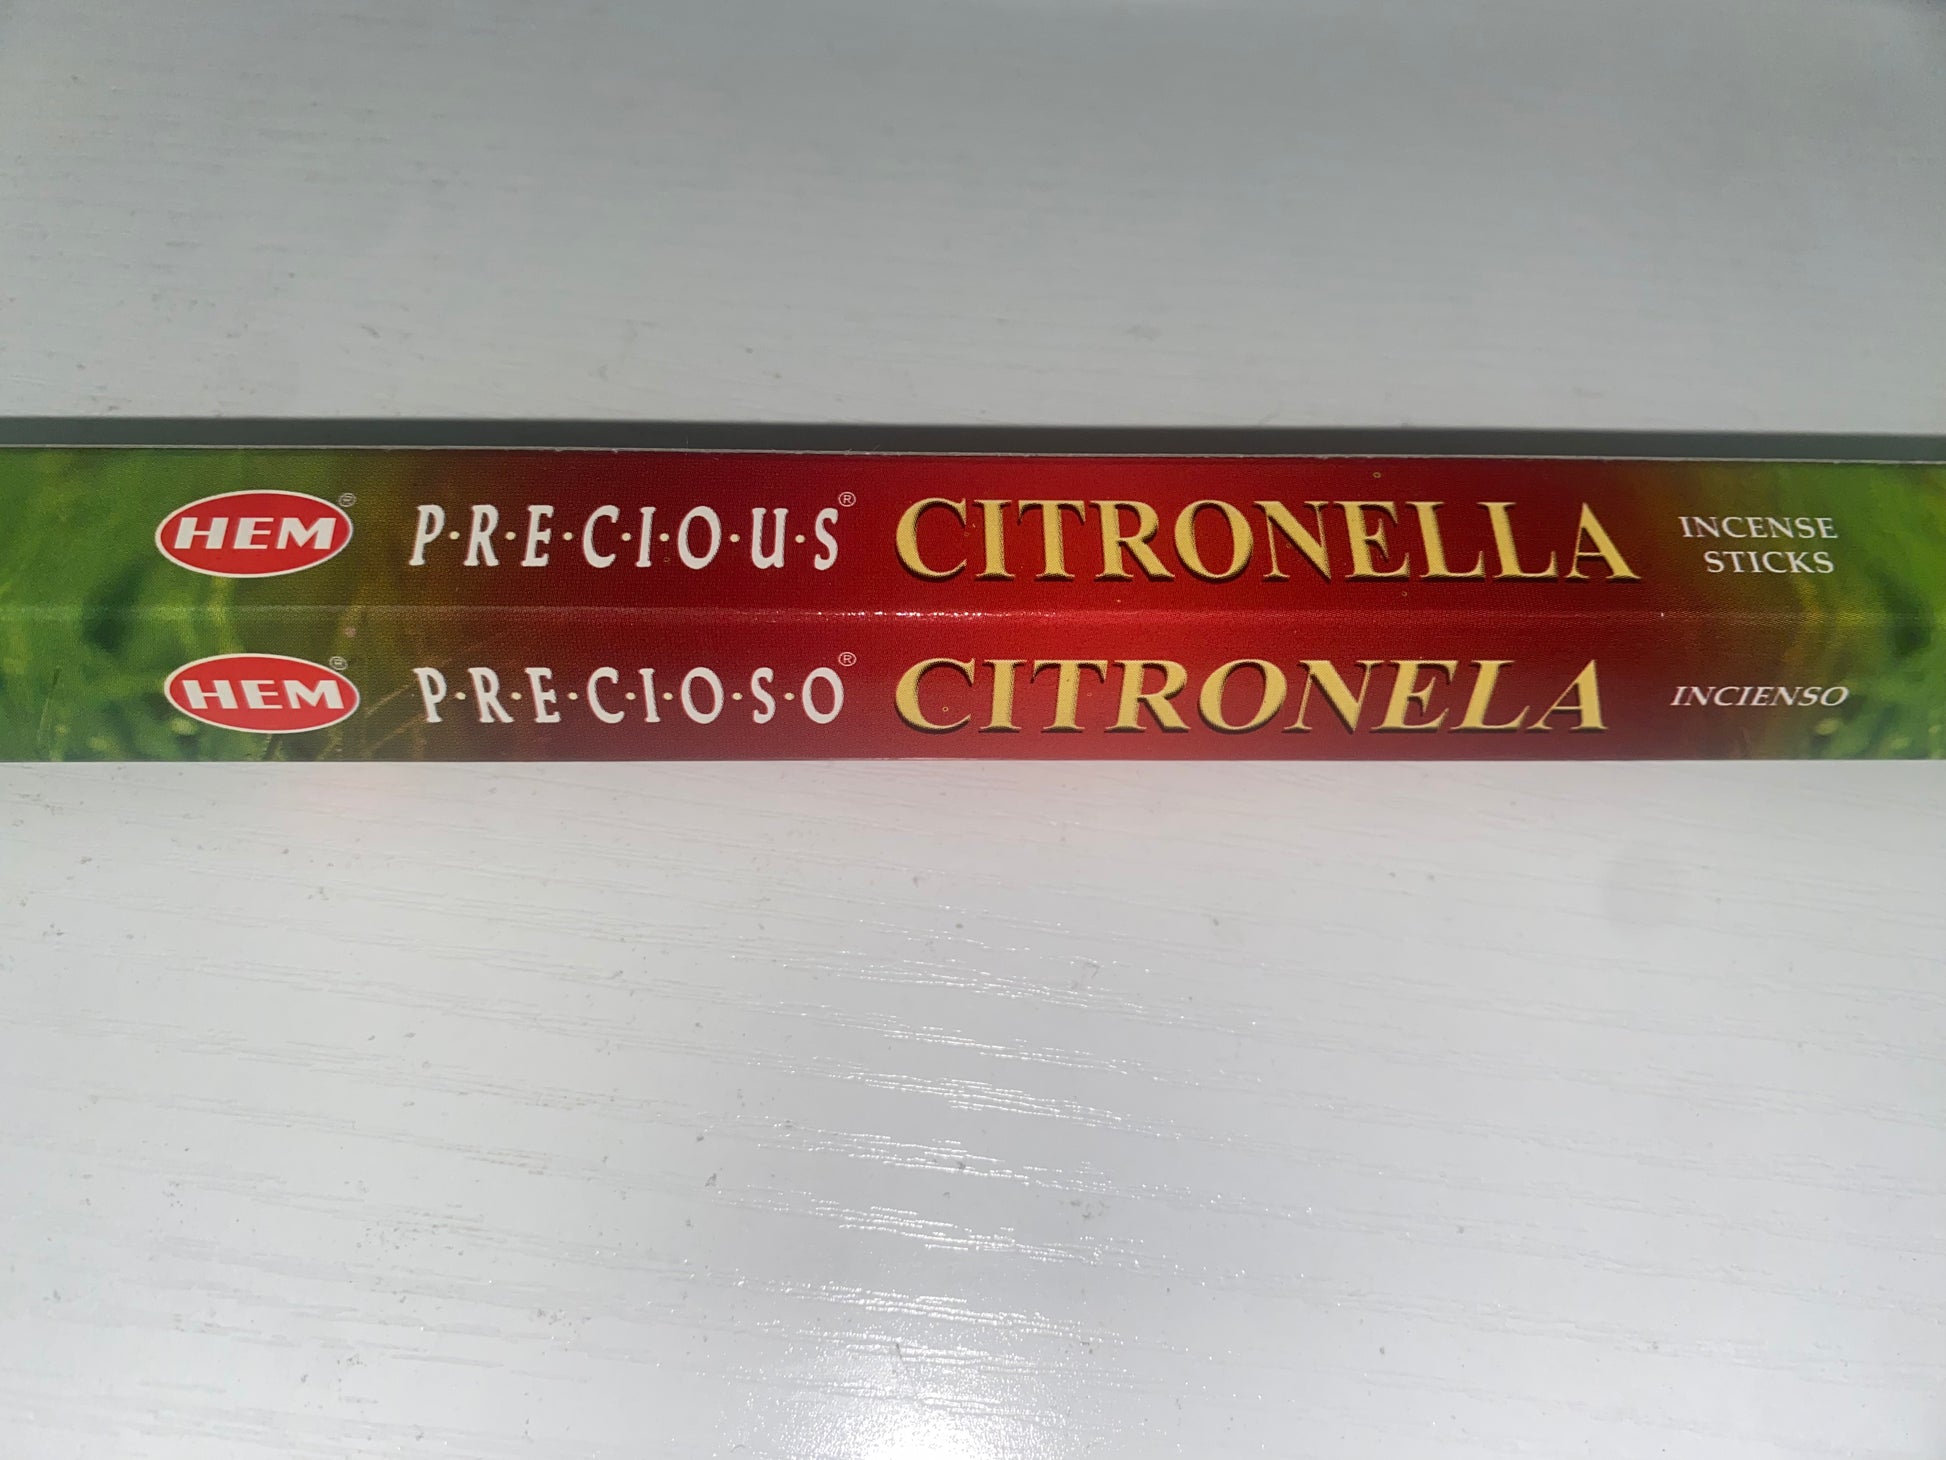 HEM® P·R·E·C·I·O·U·S® CITRONELLA INCENSE
STICKS
HEM® P·R·E·C·I·O·S·O® CITRONELA INCIENSO